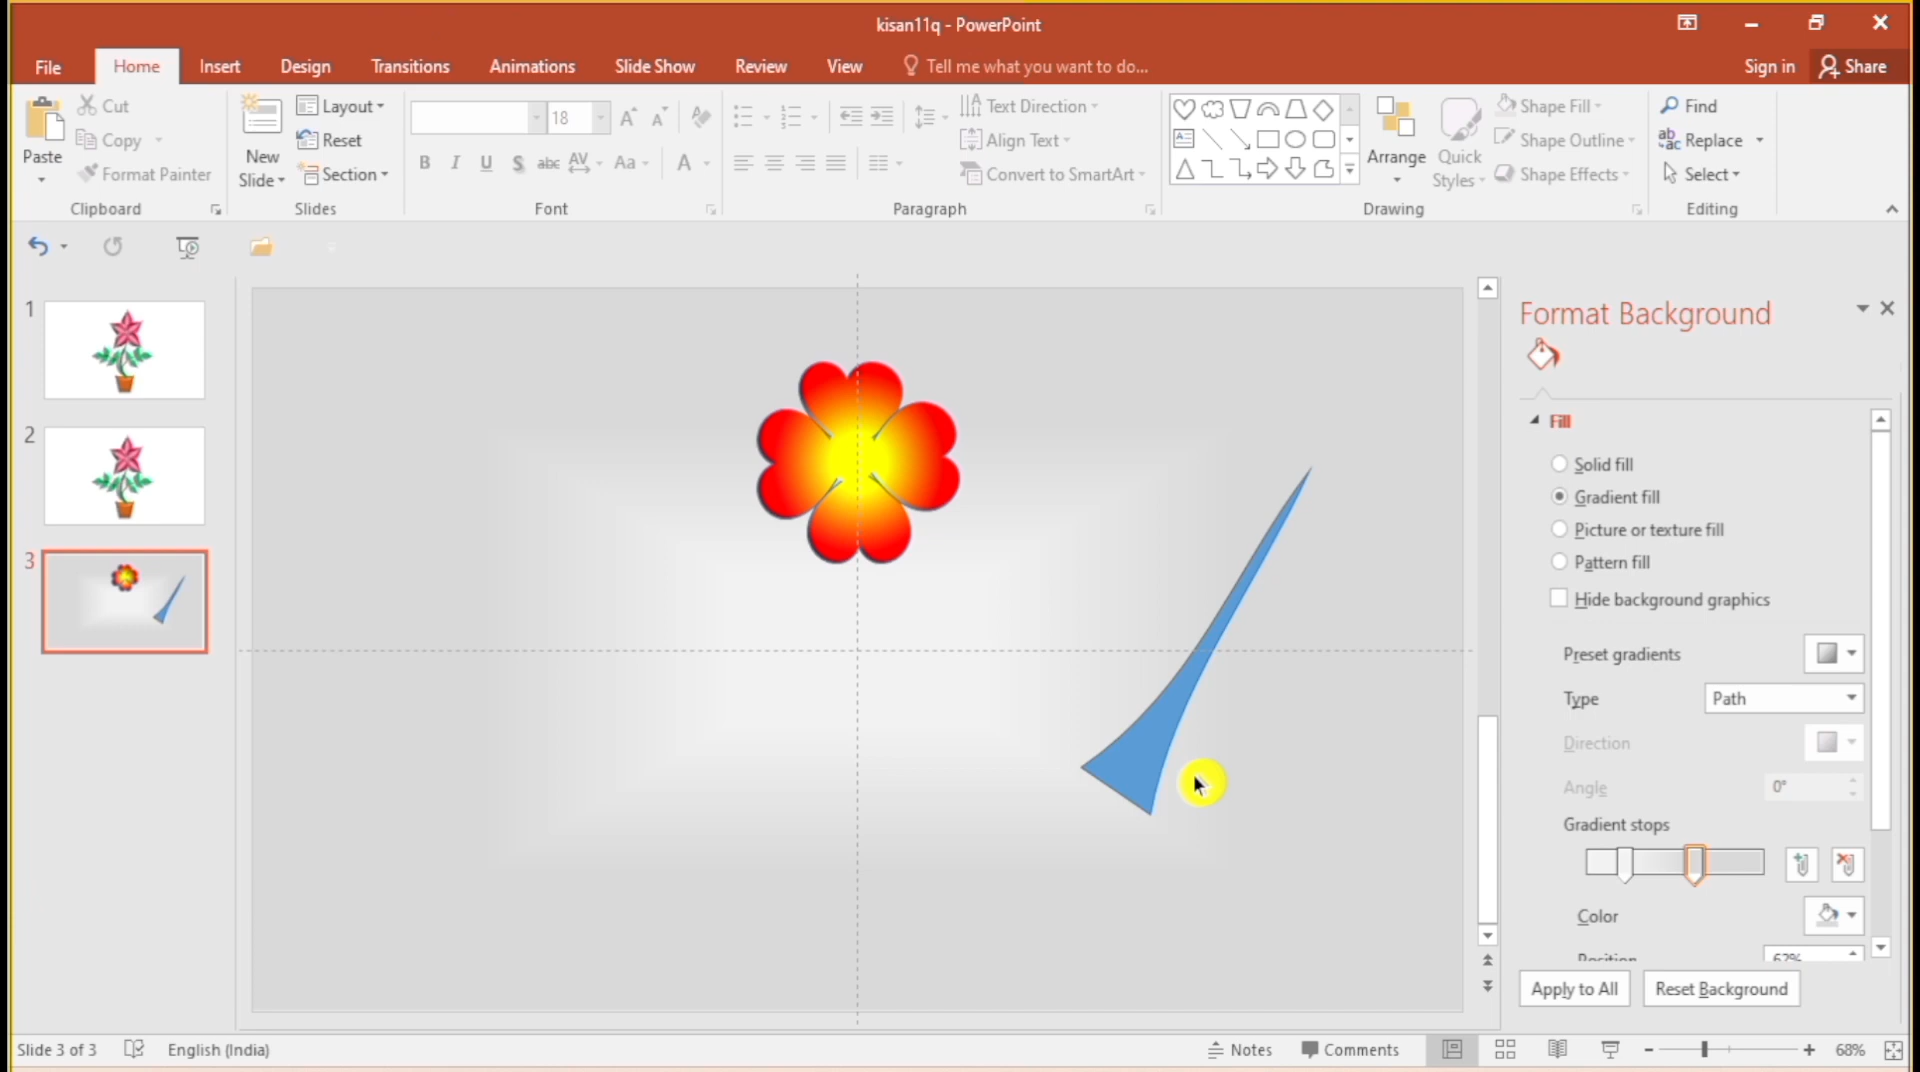 kisan11q - PowerPoint
File Home Insert Design Transitions Animations Slide Show Review View Tell me what you want to do... Sign in Share
Paste
Cut
Copy
Format Painter
Clipboard
New Slide
Layout
Reset
Section
Slides
18
B I U S abc AV Aa A
Font
Text Direction
Align Text
Convert to SmartArt
Paragraph
Arrange
Quick Styles
Shape Fill
Shape Outline
Shape Effects
Drawing
Find
Replace
Select
Editing
1
2
3
Format Background
Fill
Solid fill
Gradient fill
Picture or texture fill
Pattern fill
Hide background graphics
Preset gradients
Type Path
Direction
Angle 0°
Gradient stops
Color
Position 62%
Apply to All Reset Background
Slide 3 of 3 English (India) Notes Comments 68%